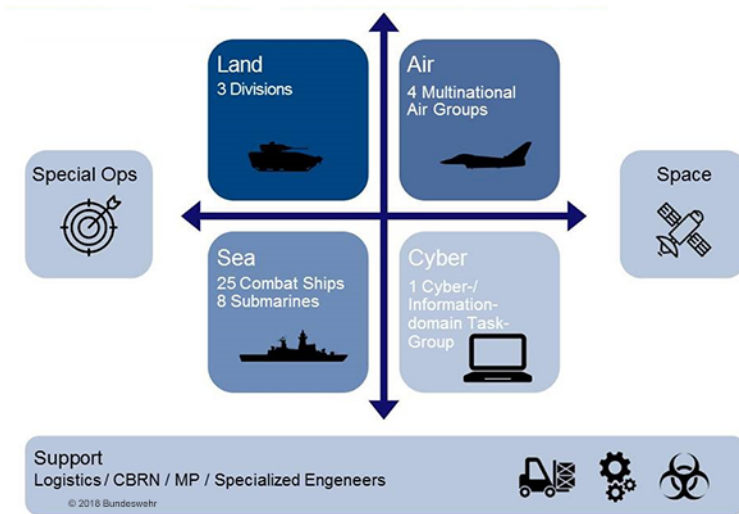 Land
3 Divisions
Air
4 Multinational
Air Groups
Special Ops
Space
Sea
25 Combat Ships
8 Submarines
Cyber
1 Cyber-/
Information-
domain Task-
Group
Support
Logistics / CBRN / MP / Specialized Engeneers
© 2018 Bundeswehr